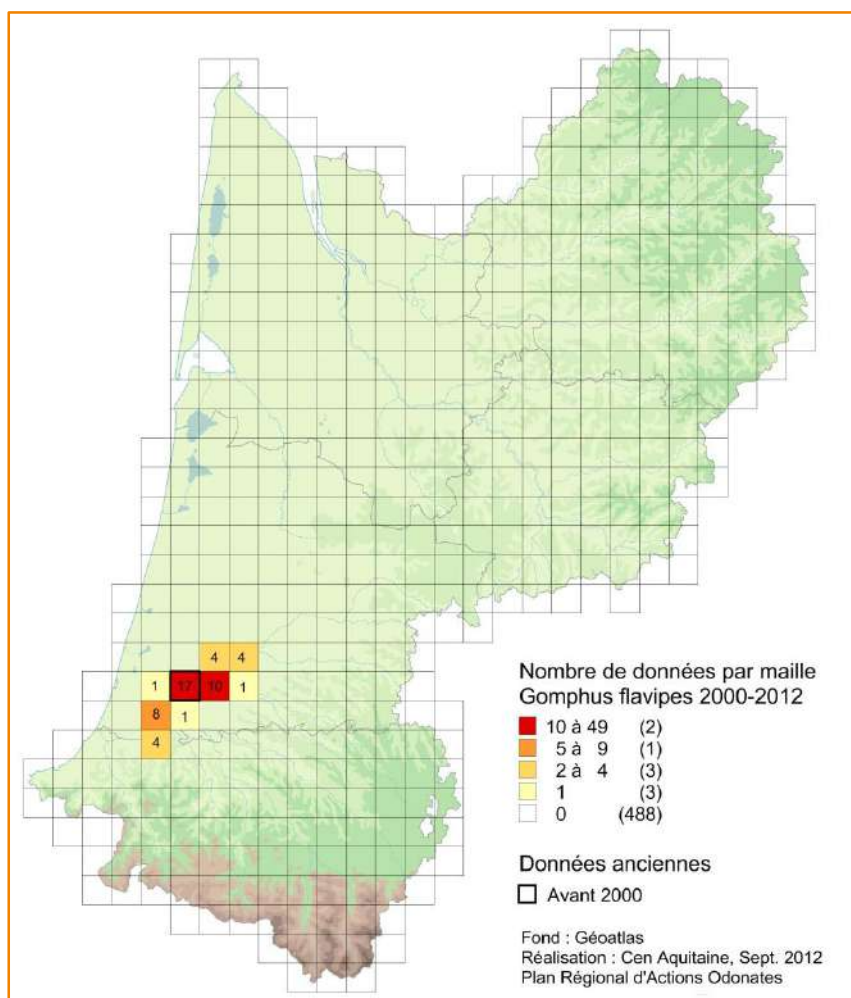 4 4
1 17 10 1
8 1
4
Nombre de données par maille
Gomphus flavipes 2000-2012
10 à 49 (2)
5 à 9 (1)
2 à 4 (3)
1 (3)
0 (488)
Données anciennes
Avant 2000
Fond : Géoatlas
Réalisation : Cen Aquitaine, Sept. 2012
Plan Régional d'Actions Odonates